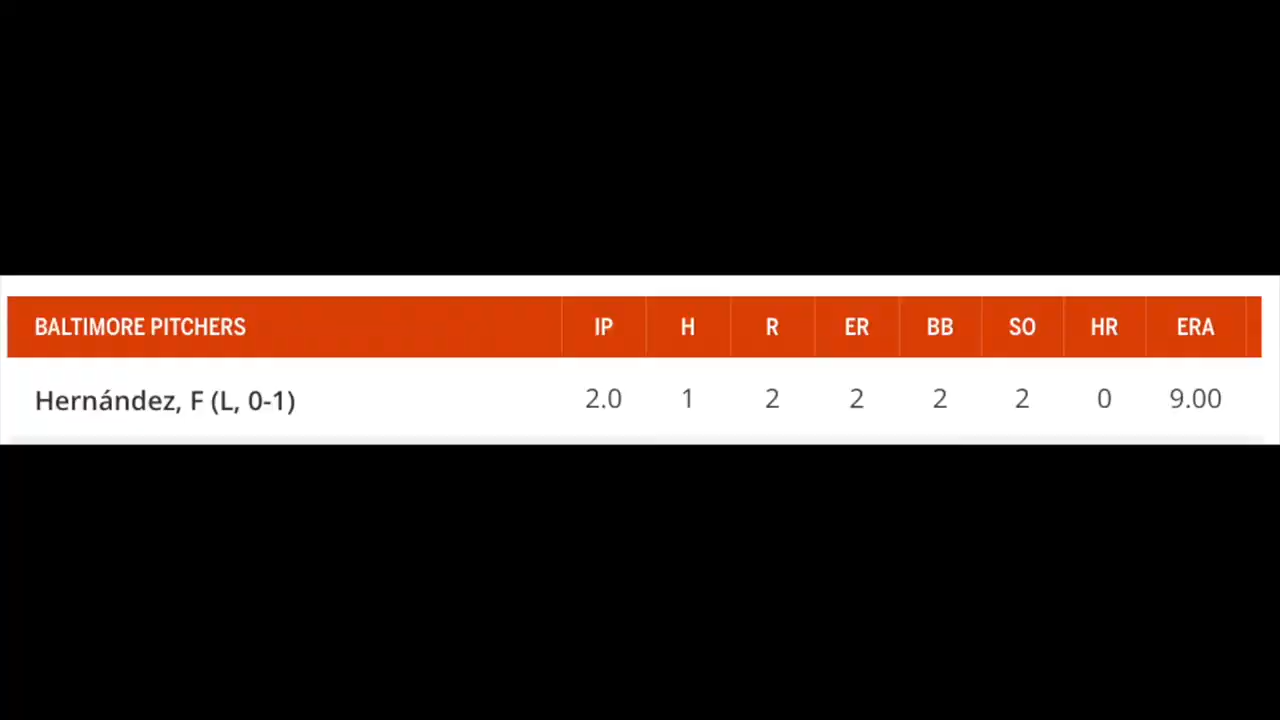 BALTIMORE PITCHERS IP H R ER BB SO HR ERA
Hernández, F (L, 0-1) 2.0 1 2 2 2 2 0 9.00